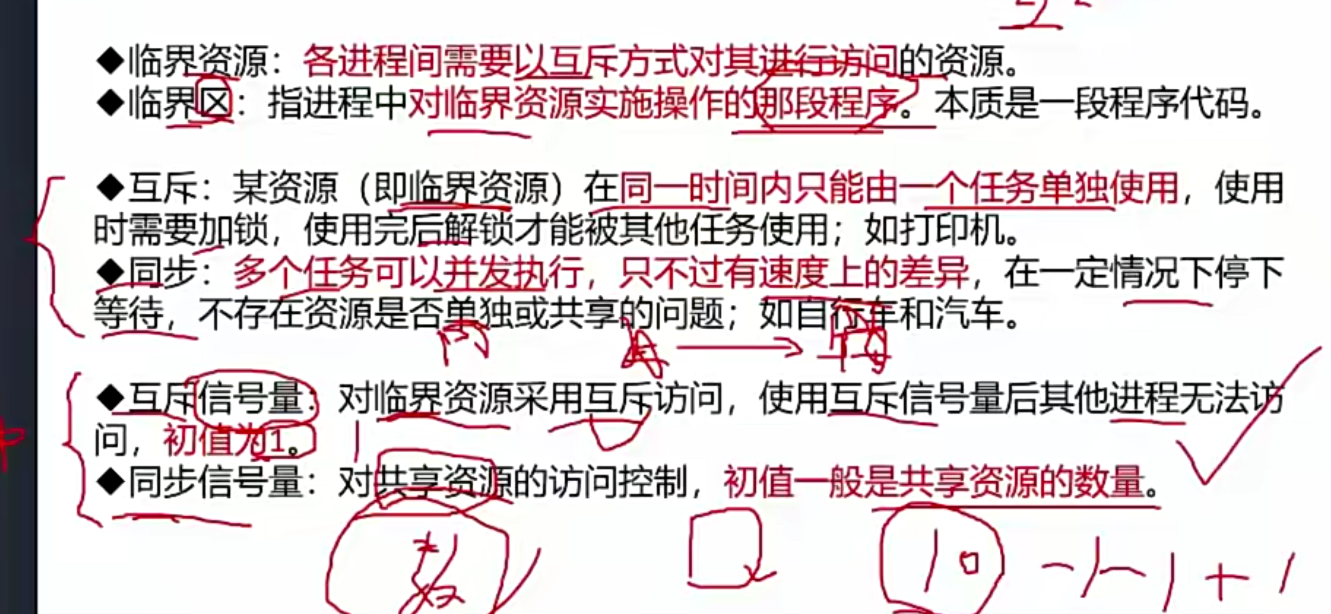 ◆临界资源：各进程间需要以互斥方式对其进行访问的资源。
◆临界区：指进程中对临界资源实施操作的那段程序。本质是一段程序代码。
◆互斥：某资源（即临界资源）在同一时间内只能由一个任务单独使用，使用
时需要加锁，使用完后解锁才能被其他任务使用；如打印机。
◆同步：多个任务可以并发执行，只不过有速度上的差异，在一定情况下停下
等待，不存在资源是否单独或共享的问题；如自行车和汽车。
◆互斥信号量：对临界资源采用互斥访问，使用互斥信号量后其他进程无法访
问，初值为1。
◆同步信号量：对共享资源的访问控制，初值一般是共享资源的数量。
10 -1-1+1